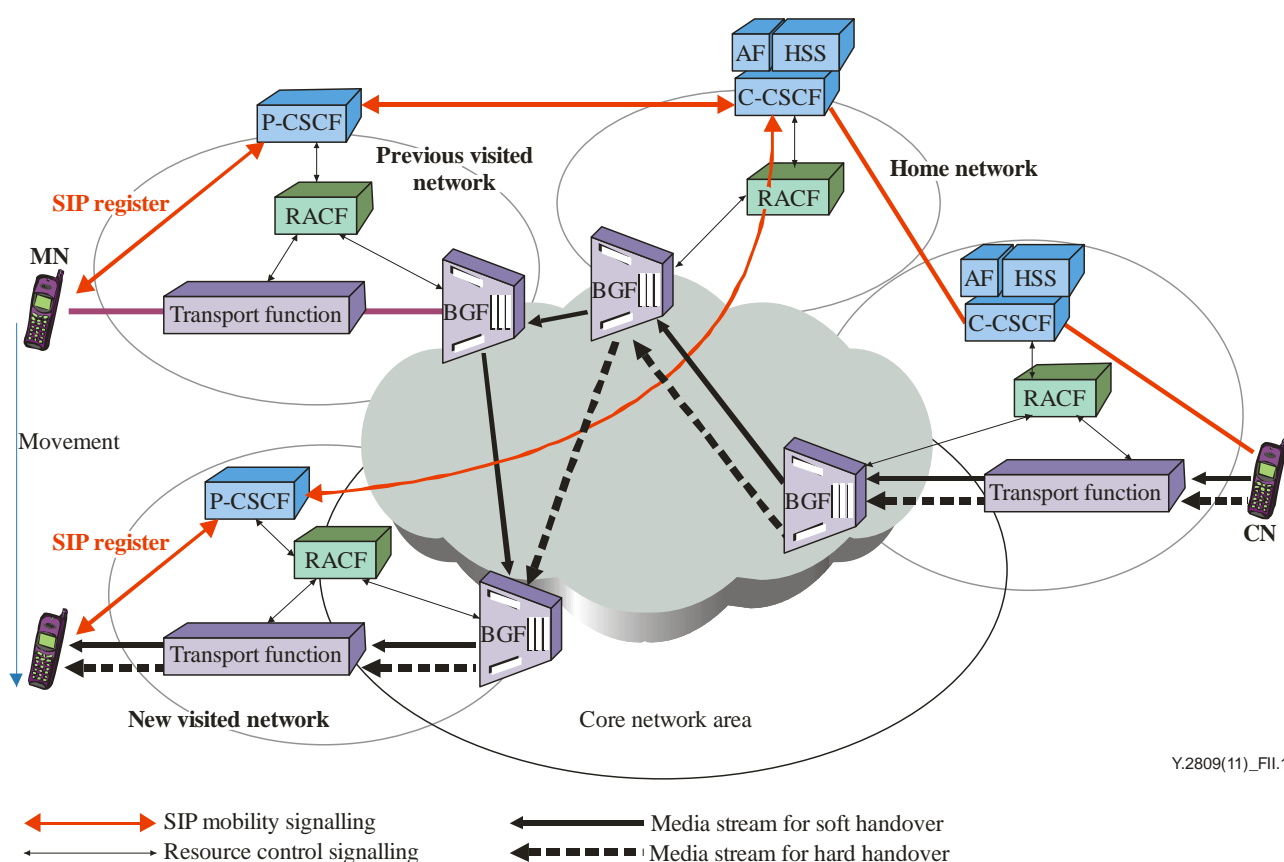 AF HSS
C-CSCF
P-CSCF
Previous visited
network
RACF
Home network
SIP register
RACF
MN
AF HSS
BGF
BGF
Transport function
C-CSCF
RACF
Movement
P-CSCF
BGF
Transport function
CN
SIP register
RACF
BGF
Transport function
New visited network
Core network area
Y.2809(11)_FII.1
SIP mobility signalling
Media stream for soft handover
Resource control signalling
Media stream for hard handover